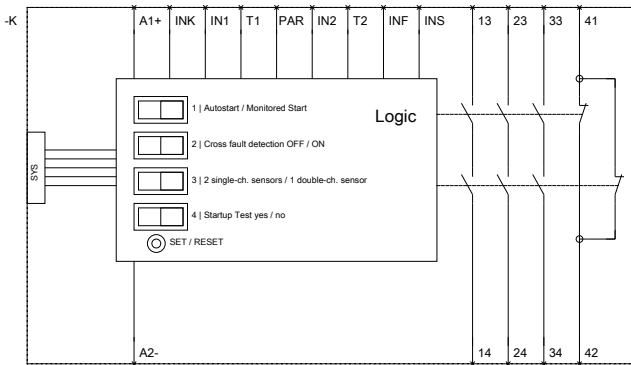 -K A1+ INK IN1 T1 PAR IN2 T2 INF INS 13 23 33 41
1 | Autostart / Monitored Start
Logic
2 | Cross fault detection OFF / ON
SYS
3 | 2 single-ch. sensors / 1 double-ch. sensor
4 | Startup Test yes / no
SET / RESET
A2- 14 24 34 42